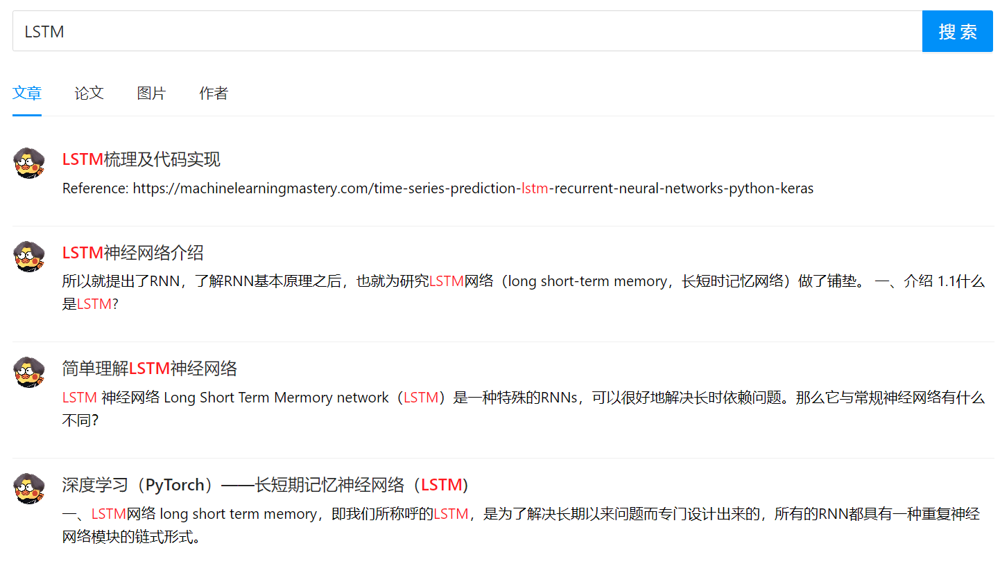 LSTM
搜 索
文章 论文 图片 作者
LSTM梳理及代码实现
Reference: https://machinelearningmastery.com/time-series-prediction-lstm-recurrent-neural-networks-python-keras
LSTM神经网络介绍
所以就提出了RNN，了解RNN基本原理之后，也就为研究LSTM网络（long short-term memory，长短时记忆网络）做了铺垫。 一、介绍 1.1什么
是LSTM?
简单理解LSTM神经网络
LSTM 神经网络 Long Short Term Mermory network（LSTM）是一种特殊的RNNs，可以很好地解决长时依赖问题。那么它与常规神经网络有什么
不同？
深度学习（PyTorch）——长短期记忆神经网络（LSTM)
一、LSTM网络 long short term memory，即我们所称呼的LSTM，是为了解决长期以来问题而专门设计出来的，所有的RNN都具有一种重复神经
网络模块的链式形式。